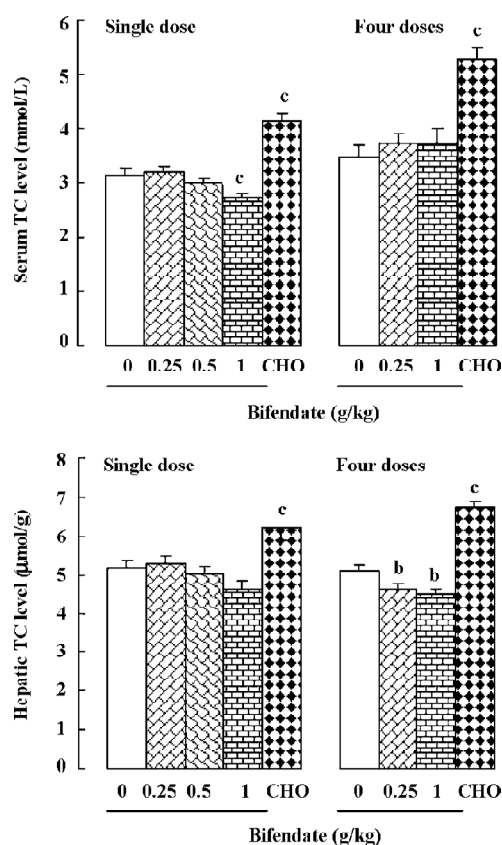 Single dose
Four doses
Serum TC level (mmol/L)
6
5
4
3
2
1
0
c
c
c
0 0.25 0.5 1 CHO
0 0.25 1 CHO
Bifendate (g/kg)
Single dose
Four doses
Hepatic TC level (µmol/g)
8
7
6
5
4
3
2
1
0
c
b
b
c
0 0.25 0.5 1 CHO
0 0.25 1 CHO
Bifendate (g/kg)